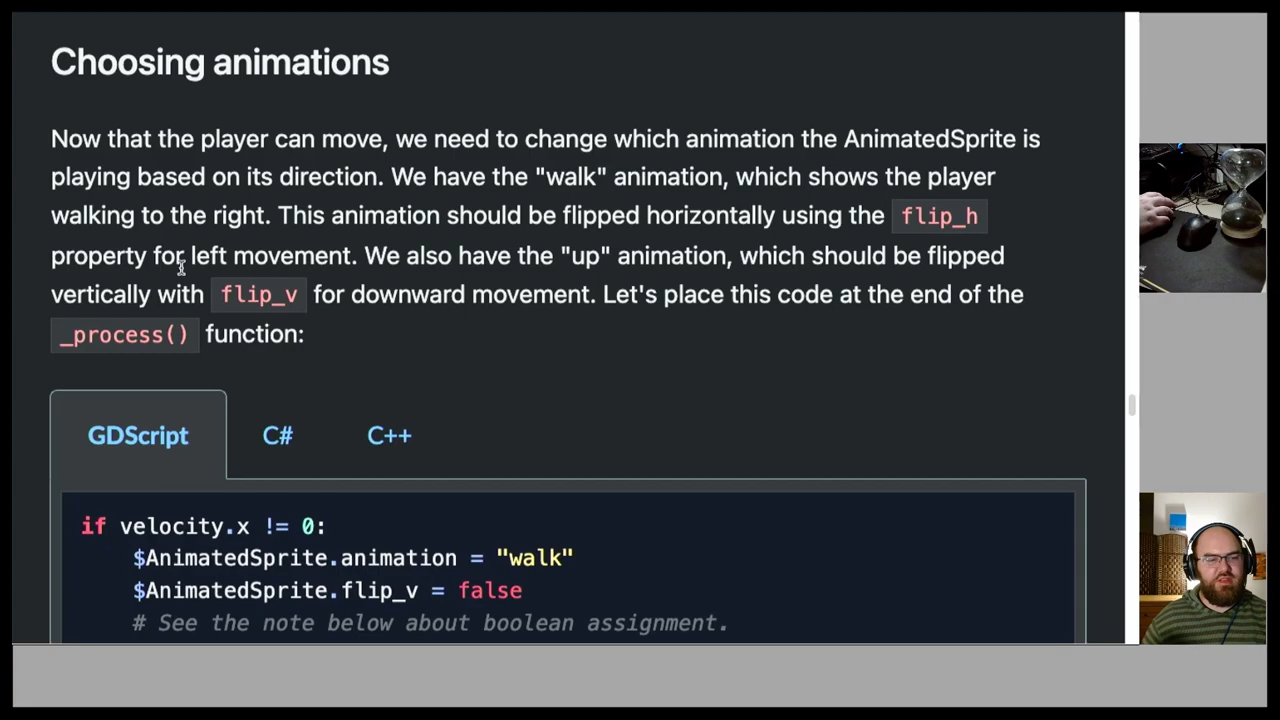 Choosing animations
Now that the player can move, we need to change which animation the AnimatedSprite is
playing based on its direction. We have the "walk" animation, which shows the player
walking to the right. This animation should be flipped horizontally using the flip_h
property for left movement. We also have the "up" animation, which should be flipped
vertically with flip_v for downward movement. Let's place this code at the end of the
_process() function:
GDScript C# C++
if velocity.x != 0:
    $AnimatedSprite.animation = "walk"
    $AnimatedSprite.flip_v = false
    # See the note below about boolean assignment.